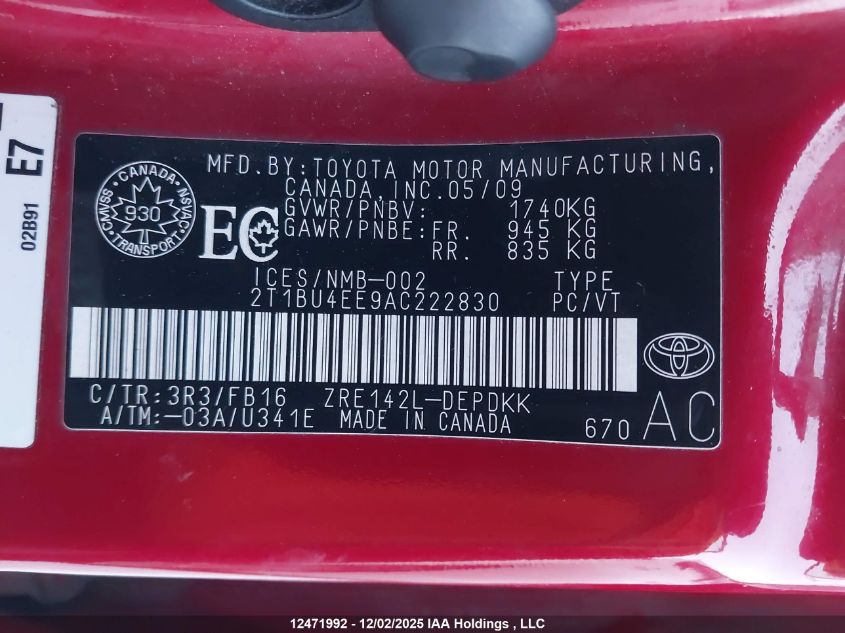 E7
02B91
CANADA
CMVSS
NSVAC
930
TRANSPORT
EC
MFD.BY:TOYOTA MOTOR MANUFACTURING,
CANADA,INC.05/09
GVWR/PNBV: 1740KG
GAWR/PNBE:FR. 945 KG
RR. 835 KG
ICES/NMB-002 TYPE
2T1BU4EE9AC222830 PC/VT
C/TR:3R3/FB16 ZRE142L-DEPDKK
A/TM:-03A/U341E MADE IN CANADA 670 AC
12471992 - 12/02/2025 IAA Holdings , LLC